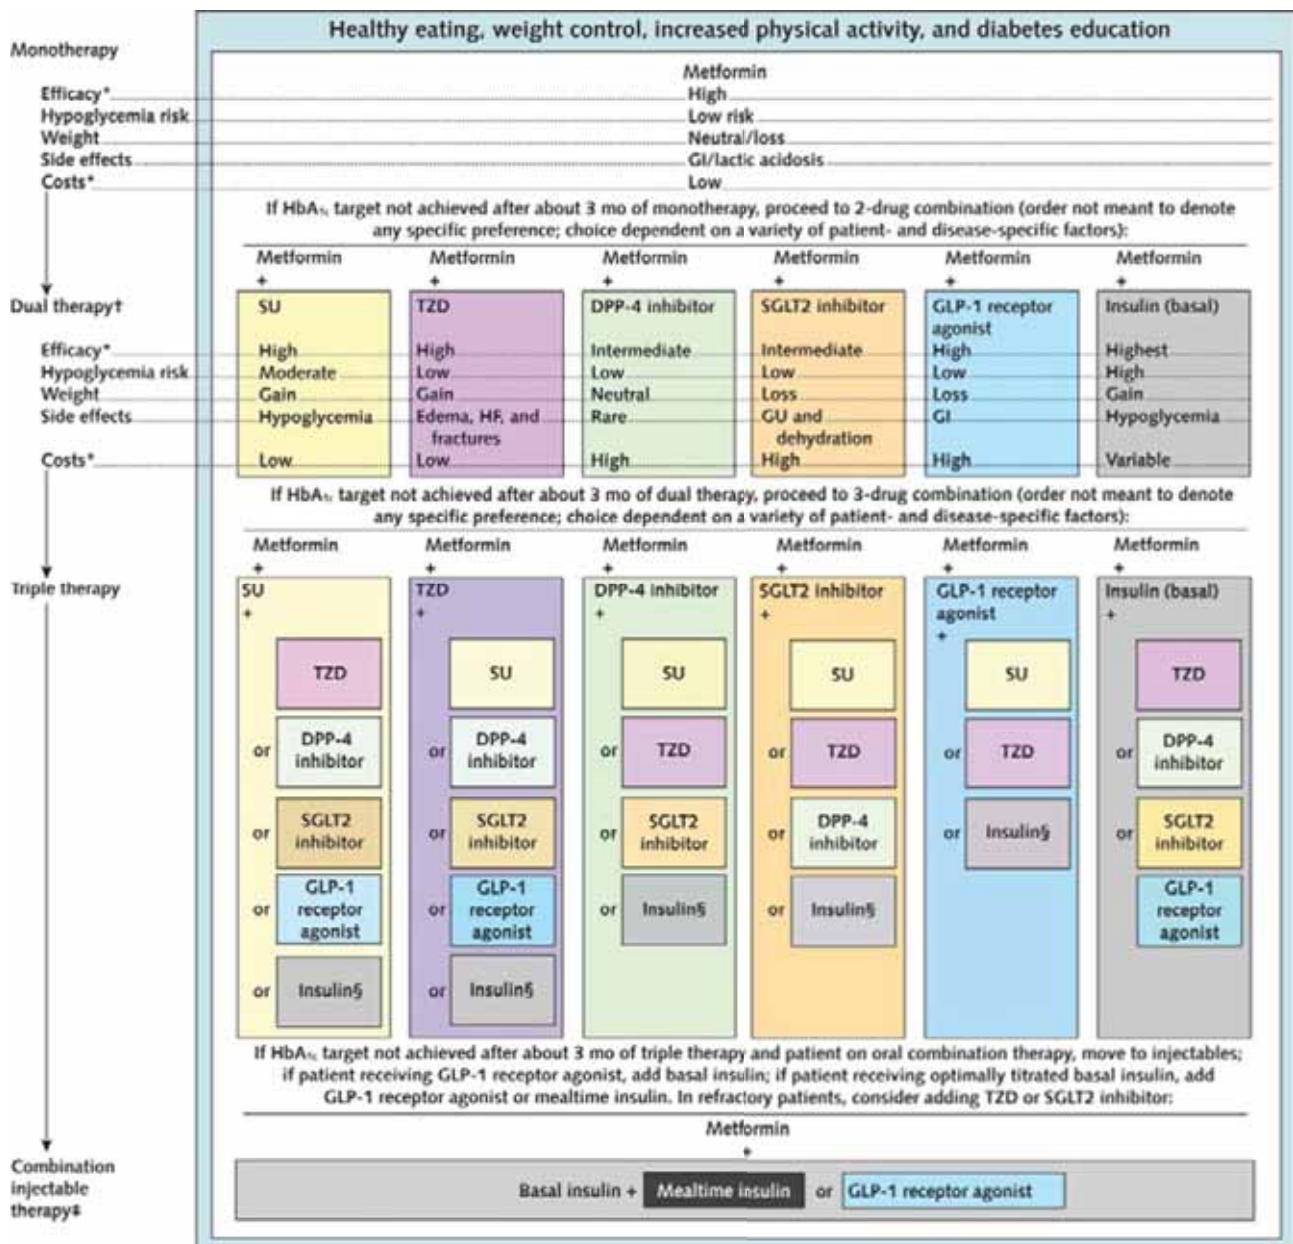 Healthy eating, weight control, increased physical activity, and diabetes education
Monotherapy
Metformin
Efficacy* High
Hypoglycemia risk Low risk
Weight Neutral/loss
Side effects GI/lactic acidosis
Costs* Low
If HbA1c target not achieved after about 3 mo of monotherapy, proceed to 2-drug combination (order not meant to denote
any specific preference; choice dependent on a variety of patient- and disease-specific factors):
Metformin Metformin Metformin Metformin Metformin Metformin
+ + + + + +
Dual therapy† SU TZD DPP-4 inhibitor SGLT2 inhibitor GLP-1 receptor Insulin (basal)
agonist
Efficacy* High High Intermediate Intermediate High Highest
Hypoglycemia risk Moderate Low Low Low Low High
Weight Gain Gain Neutral Loss Loss Gain
Side effects Hypoglycemia Edema, HF, and Rare GU and GI Hypoglycemia
fractures dehydration
Costs* Low Low High High High Variable
If HbA1c target not achieved after about 3 mo of dual therapy, proceed to 3-drug combination (order not meant to denote
any specific preference; choice dependent on a variety of patient- and disease-specific factors):
Metformin Metformin Metformin Metformin Metformin Metformin
+ + + + + +
Triple therapy SU TZD DPP-4 inhibitor SGLT2 inhibitor GLP-1 receptor Insulin (basal)
+ + + + agonist +
+
TZD SU SU SU SU TZD
or DPP-4 or DPP-4 or TZD or TZD or TZD or DPP-4
inhibitor inhibitor inhibitor
or SGLT2 or SGLT2 or SGLT2 or DPP-4 or Insulin§ or SGLT2
inhibitor inhibitor inhibitor inhibitor inhibitor
GLP-1 GLP-1 GLP-1
or receptor or receptor or Insulin§ or Insulin§ receptor
agonist agonist agonist
or Insulin§ or Insulin§
If HbA1c target not achieved after about 3 mo of triple therapy and patient on oral combination therapy, move to injectables;
if patient receiving GLP-1 receptor agonist, add basal insulin; if patient receiving optimally titrated basal insulin, add
GLP-1 receptor agonist or mealtime insulin. In refractory patients, consider adding TZD or SGLT2 inhibitor:
Metformin
+
Combination
injectable
therapy‡
Basal insulin + Mealtime insulin or GLP-1 receptor agonist